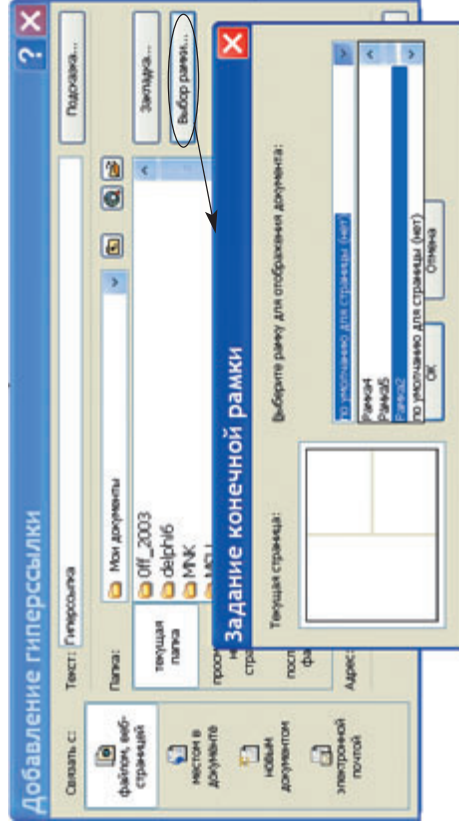 Добавление гиперссылки
Связать с:
Текст:
Гиперссылка
Подсказка...
файлом, веб-
страницей
местом в
документе
новым
документом
электронной
почтой
Папка:
Мои документы
текущая
папка
Off_2003
delphi6
MNK
Закладка...
Выбор рамки...
Адрес:
Задание конечной рамки
Текущая страница:
Выберите рамку для отображения документа:
по умолчанию для страницы (нет)
Рамка4
Рамка5
Рамка2
по умолчанию для страницы (нет)
ОК
Отмена